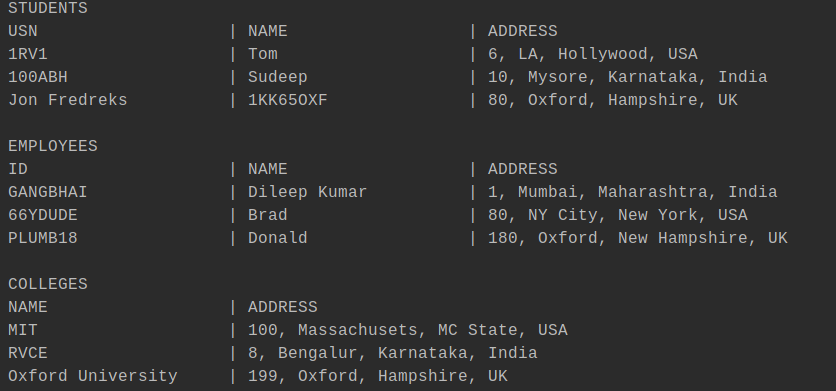 STUDENTS
USN | NAME | ADDRESS
1RV1 | Tom | 6, LA, Hollywood, USA
100ABH | Sudeep | 10, Mysore, Karnataka, India
Jon Fredreks | 1KK65OXF | 80, Oxford, Hampshire, UK
EMPLOYEES
ID | NAME | ADDRESS
GANGBHAI | Dileep Kumar | 1, Mumbai, Maharashtra, India
66YDUDE | Brad | 80, NY City, New York, USA
PLUMB18 | Donald | 180, Oxford, New Hampshire, UK
COLLEGES
NAME | ADDRESS
MIT | 100, Massachusets, MC State, USA
RVCE | 8, Bengalur, Karnataka, India
Oxford University | 199, Oxford, Hampshire, UK